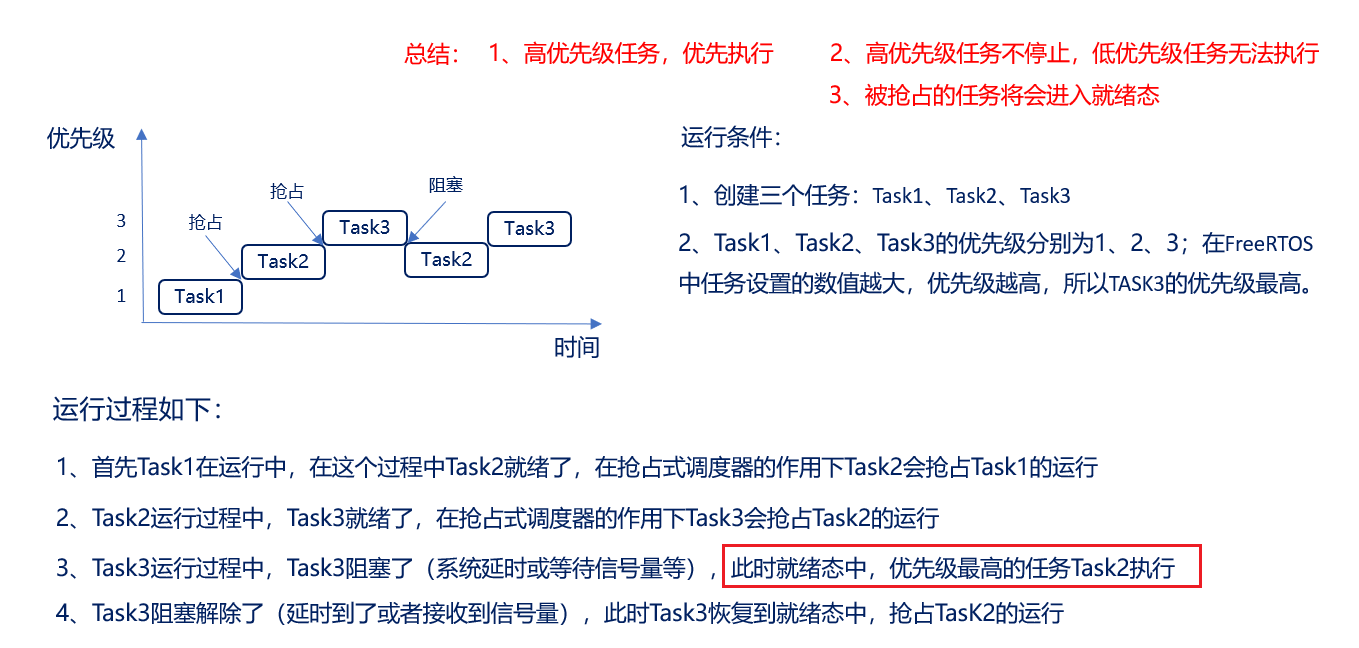 总结： 1、高优先级任务，优先执行 2、高优先级任务不停止，低优先级任务无法执行
3、被抢占的任务将会进入就绪态
优先级
运行条件：
抢占
抢占
阻塞
1、创建三个任务：Task1、Task2、Task3
3
Task3
Task3
2、Task1、Task2、Task3的优先级分别为1、2、3；在FreeRTOS
中任务设置的数值越大，优先级越高，所以TASK3的优先级最高。
2
Task2
Task2
1
Task1
时间
运行过程如下：
1、首先Task1在运行中，在这个过程中Task2就绪了，在抢占式调度器的作用下Task2会抢占Task1的运行
2、Task2运行过程中，Task3就绪了，在抢占式调度器的作用下Task3会抢占Task2的运行
3、Task3运行过程中，Task3阻塞了（系统延时或等待信号量等），此时就绪态中，优先级最高的任务Task2执行
4、Task3阻塞解除了（延时到了或者接收到信号量），此时Task3恢复到就绪态中，抢占TasK2的运行